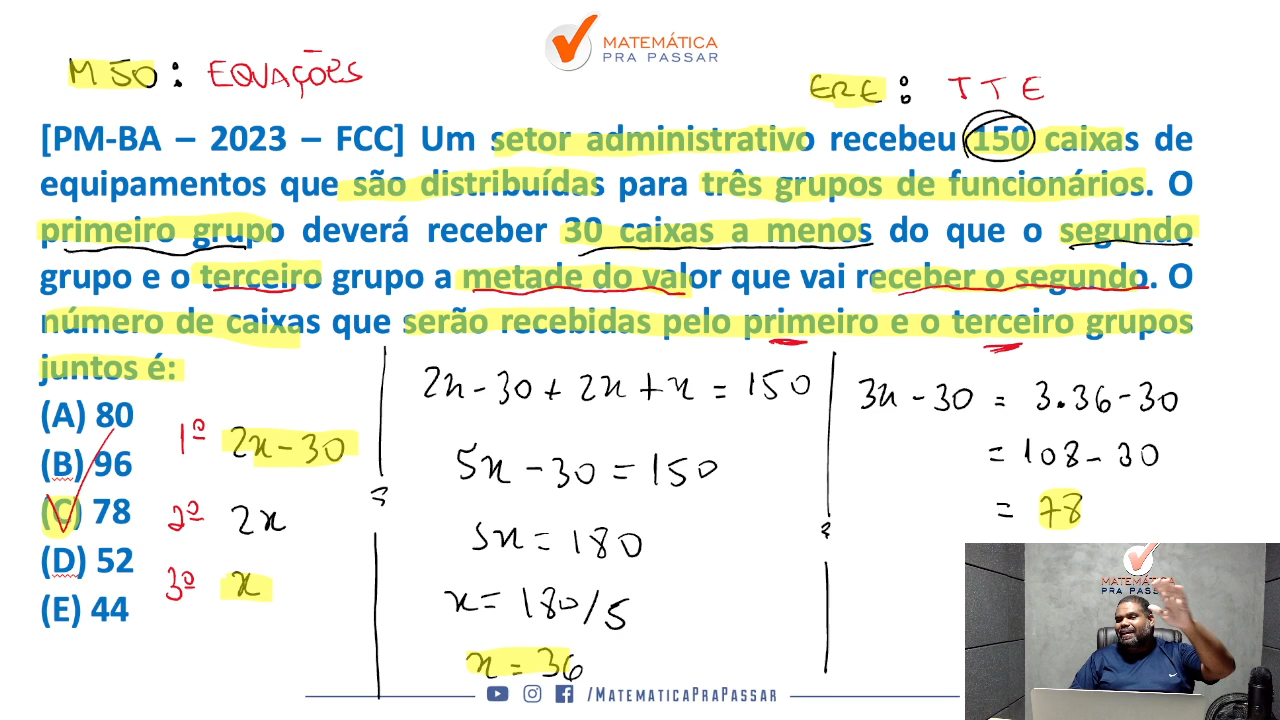 MATEMÁTICA
PRA PASSAR
M50: EQUAÇÕES
ERE: TTE
[PM-BA – 2023 – FCC] Um setor administrativo recebeu 150 caixas de
equipamentos que são distribuídas para três grupos de funcionários. O
primeiro grupo deverá receber 30 caixas a menos do que o segundo
grupo e o terceiro grupo a metade do valor que vai receber o segundo. O
número de caixas que serão recebidas pelo primeiro e o terceiro grupos
juntos é:
(A) 80
(B) 96
(C) 78
(D) 52
(E) 44
1º 2x-30
2º 2x
3º x
2x-30+2x+x=150
5x-30=150
5x=180
x=180/5
x=36
3x-30 = 3.36-30
=108-30
= 78
MATEMÁTICA
PRA PASSAR
/MATEMATICAPRAPASSAR